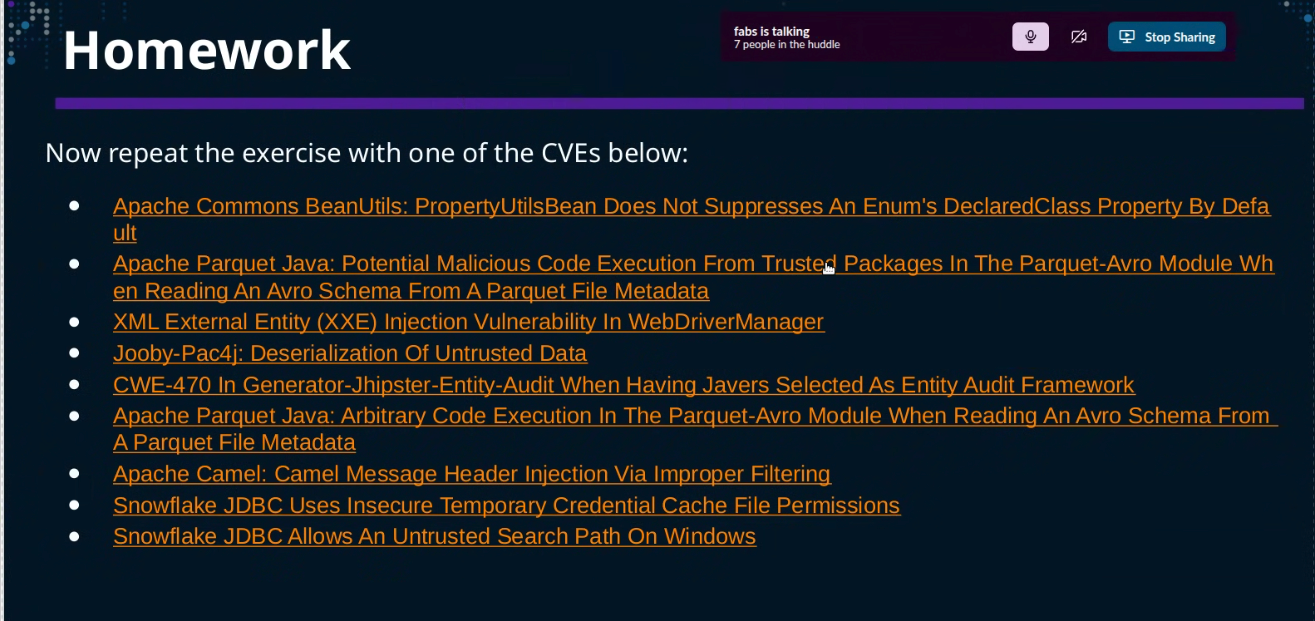 Homework
fabs is talking
7 people in the huddle
Stop Sharing
Now repeat the exercise with one of the CVEs below:
Apache Commons BeanUtils: PropertyUtilsBean Does Not Suppresses An Enum's DeclaredClass Property By Defa
ult
Apache Parquet Java: Potential Malicious Code Execution From Trusted Packages In The Parquet-Avro Module Wh
en Reading An Avro Schema From A Parquet File Metadata
XML External Entity (XXE) Injection Vulnerability In WebDriverManager
Jooby-Pac4j: Deserialization Of Untrusted Data
CWE-470 In Generator-Jhipster-Entity-Audit When Having Javers Selected As Entity Audit Framework
Apache Parquet Java: Arbitrary Code Execution In The Parquet-Avro Module When Reading An Avro Schema From
A Parquet File Metadata
Apache Camel: Camel Message Header Injection Via Improper Filtering
Snowflake JDBC Uses Insecure Temporary Credential Cache File Permissions
Snowflake JDBC Allows An Untrusted Search Path On Windows